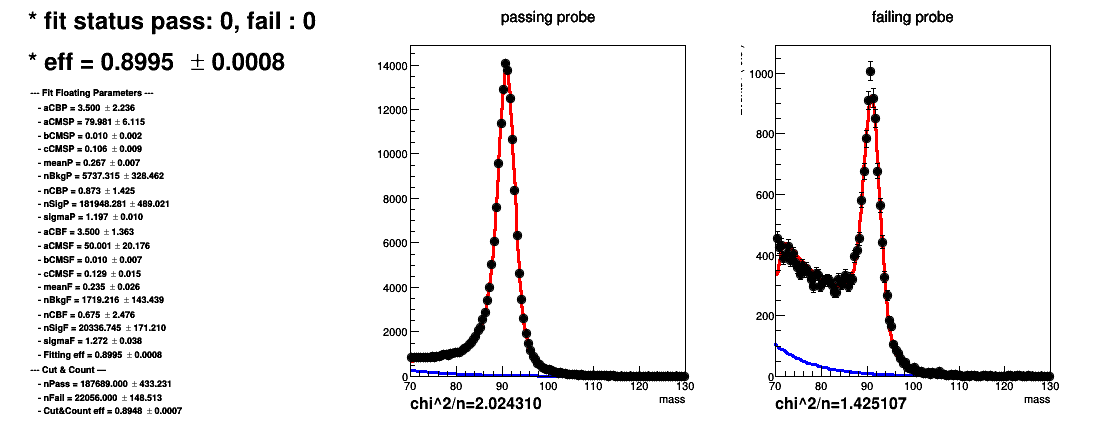 * fit status pass: 0, fail : 0
* eff = 0.8995 ± 0.0008
--- Fit Floating Parameters ---
- aCBP = 3.500 ± 2.236
- aCMSP = 79.981 ± 6.115
- bCMSP = 0.010 ± 0.002
- cCMSP = 0.106 ± 0.009
- meanP = 0.267 ± 0.007
- nBkgP = 5737.315 ± 328.462
- nCBP = 0.873 ± 1.425
- nSigP = 181948.281 ± 489.021
- sigmaP = 1.197 ± 0.010
- aCBF = 3.500 ± 1.363
- aCMSF = 50.001 ± 20.176
- bCMSF = 0.010 ± 0.007
- cCMSF = 0.129 ± 0.015
- meanF = 0.235 ± 0.026
- nBkgF = 1719.216 ± 143.439
- nCBF = 0.675 ± 2.476
- nSigF = 20336.745 ± 171.210
- sigmaF = 1.272 ± 0.038
- Fitting eff = 0.8995 ± 0.0008
--- Cut & Count ---
- nPass = 187689.000 ± 433.231
- nFail = 22056.000 ± 148.513
- Cut&Count eff = 0.8948 ± 0.0007
passing probe
14000
12000
10000
8000
6000
4000
2000
0
70 80 90 100 110 120 130
mass
chi^2/n=2.024310
failing probe
1000
800
600
400
200
0
70 80 90 100 110 120 130
mass
chi^2/n=1.425107